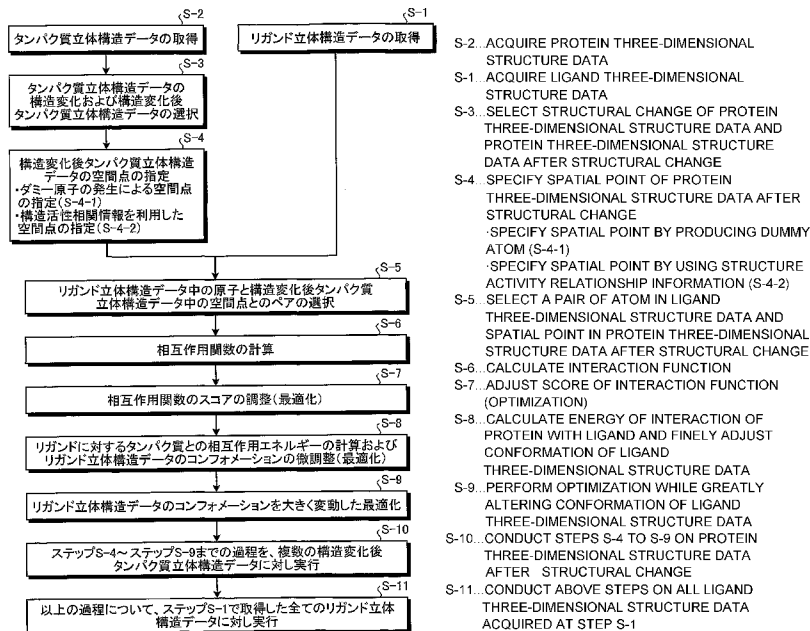 S-2
タンパク質立体構造データの取得
S-1
リガンド立体構造データの取得
S-3
タンパク質立体構造データの
構造変化および構造変化後
タンパク質立体構造データの選択
S-4
構造変化後タンパク質立体構造
データの空間点の指定
・ダミー原子の発生による空間点
の指定(S-4-1)
・構造活性相関情報を利用した
空間点の指定(S-4-2)
S-5
リガンド立体構造データ中の原子と構造変化後タンパク質
立体構造データ中の空間点とのペアの選択
S-6
相互作用関数の計算
S-7
相互作用関数のスコアの調整(最適化)
S-8
リガンドに対するタンパク質との相互作用エネルギーの計算および
リガンド立体構造データのコンフォメーションの微調整(最適化)
S-9
リガンド立体構造データのコンフォメーションを大きく変動した最適化
S-10
ステップS-4～ステップS-9までの過程を、複数の構造変化後
タンパク質立体構造データに対し実行
S-11
以上の過程について、ステップS-1で取得した全てのリガンド立体
構造データに対し実行
S-2...ACQUIRE PROTEIN THREE-DIMENSIONAL
STRUCTURE DATA
S-1...ACQUIRE LIGAND THREE-DIMENSIONAL
STRUCTURE DATA
S-3...SELECT STRUCTURAL CHANGE OF PROTEIN
THREE-DIMENSIONAL STRUCTURE DATA AND
PROTEIN THREE-DIMENSIONAL STRUCTURE
DATA AFTER STRUCTURAL CHANGE
S-4...SPECIFY SPATIAL POINT OF PROTEIN
THREE-DIMENSIONAL STRUCTURE DATA AFTER
STRUCTURAL CHANGE
·SPECIFY SPATIAL POINT BY PRODUCING DUMMY
ATOM (S-4-1)
·SPECIFY SPATIAL POINT BY USING STRUCTURE
ACTIVITY RELATIONSHIP INFORMATION (S-4-2)
S-5...SELECT A PAIR OF ATOM IN LIGAND
THREE-DIMENSIONAL STRUCTURE DATA AND
SPATIAL POINT IN PROTEIN THREE-DIMENSIONAL
STRUCTURE DATA AFTER STRUCTURAL CHANGE
S-6...CALCULATE INTERACTION FUNCTION
S-7...ADJUST SCORE OF INTERACTION FUNCTION
(OPTIMIZATION)
S-8...CALCULATE ENERGY OF INTERACTION OF
PROTEIN WITH LIGAND AND FINELY ADJUST
CONFORMATION OF LIGAND
THREE-DIMENSIONAL STRUCTURE DATA
S-9...PERFORM OPTIMIZATION WHILE GREATLY
ALTERING CONFORMATION OF LIGAND
THREE-DIMENSIONAL STRUCTURE DATA
S-10...CONDUCT STEPS S-4 TO S-9 ON PROTEIN
THREE-DIMENSIONAL STRUCTURE DATA
AFTER STRUCTURAL CHANGE
S-11...CONDUCT ABOVE STEPS ON ALL LIGAND
THREE-DIMENSIONAL STRUCTURE DATA
ACQUIRED AT STEP S-1